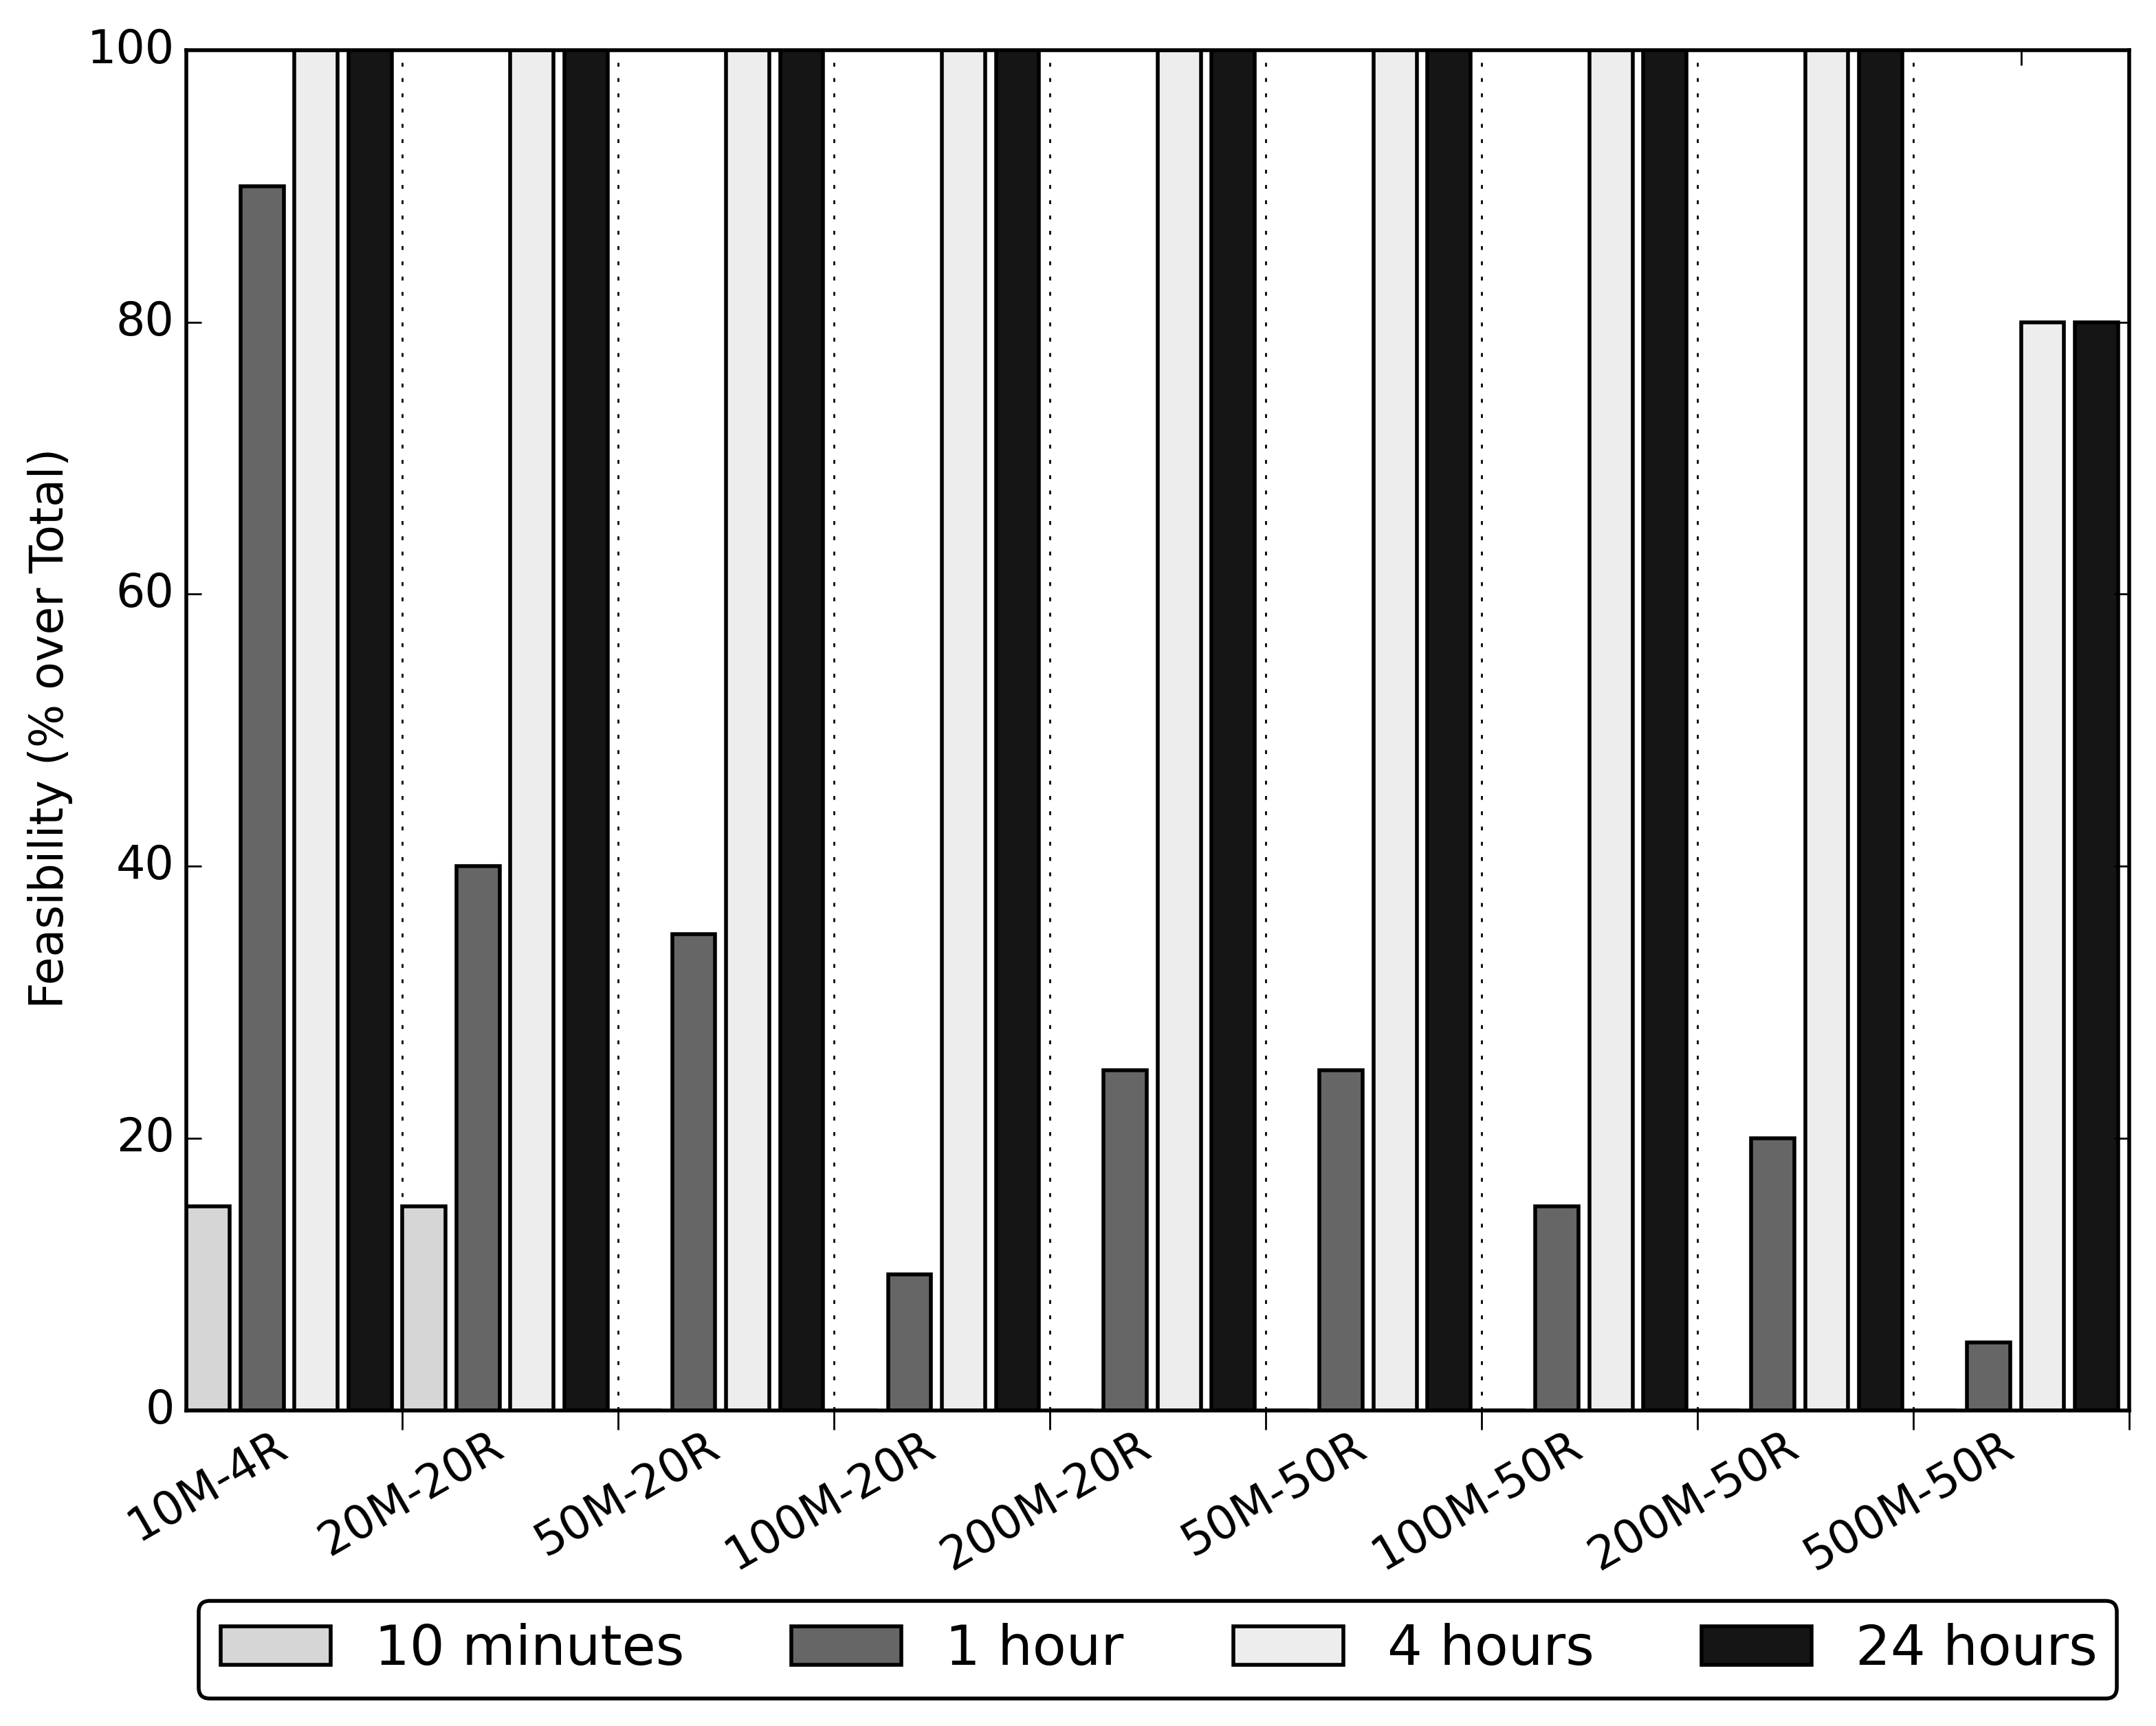 Feasibility (% over Total)
100
80
60
40
20
0
10M-4R
20M-20R
50M-20R
100M-20R
200M-20R
50M-50R
100M-50R
200M-50R
500M-50R
10 minutes
1 hour
4 hours
24 hours